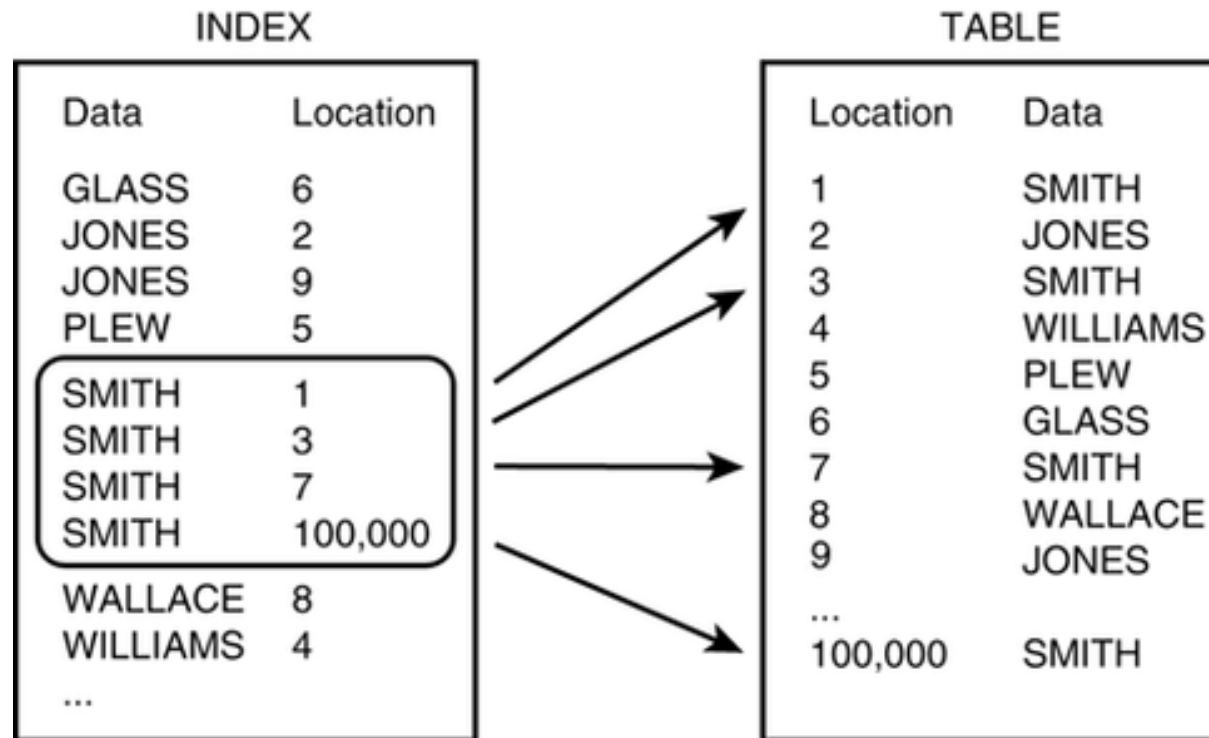 INDEX
Data Location
GLASS 6
JONES 2
JONES 9
PLEW 5
SMITH 1
SMITH 3
SMITH 7
SMITH 100,000
WALLACE 8
WILLIAMS 4
...
TABLE
Location Data
1 SMITH
2 JONES
3 SMITH
4 WILLIAMS
5 PLEW
6 GLASS
7 SMITH
8 WALLACE
9 JONES
...
100,000 SMITH